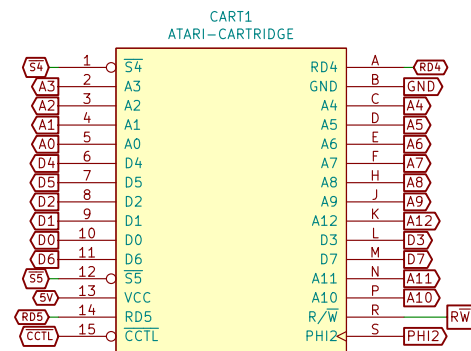 CART1
ATARI-CARTRIDGE
S4 1 S4 RD4 A RD4
A3 2 A3 GND B GND
A2 3 A2 A4 C A4
A1 4 A1 A5 D A5
A0 5 A0 A6 E A6
D4 6 D4 A7 F A7
D5 7 D5 A8 H A8
D2 8 D2 A9 J A9
D1 9 D1 A12 K A12
D0 10 D0 D3 L D3
D6 11 D6 D7 M D7
S5 12 S5 A11 N A11
5V 13 VCC A10 P A10
RD5 14 RD5 R/W R RW
CCTL 15 CCTL PHI2 S PHI2